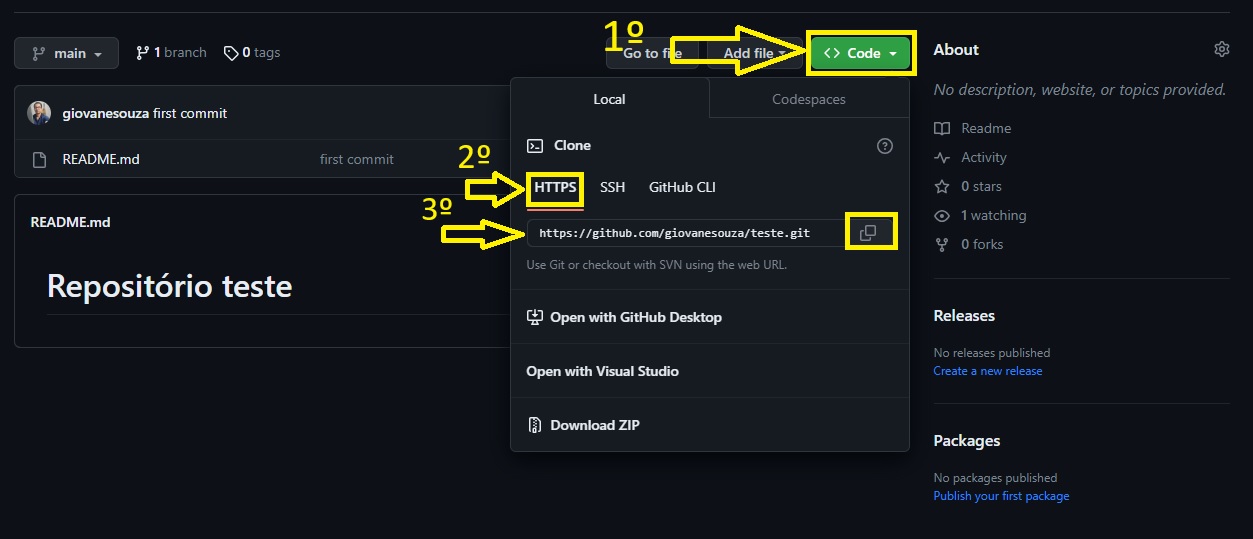 1º
main
1 branch
0 tags
Go to file
Add file
Code
About
No description, website, or topics provided.
Readme
Activity
0 stars
1 watching
0 forks
Releases
No releases published
Create a new release
Packages
No packages published
Publish your first package
giovanesouza first commit
README.md
first commit
README.md
Repositório teste
Local
Codespaces
Clone
2º
HTTPS
SSH
GitHub CLI
3º
https://github.com/giovanesouza/teste.git
Use Git or checkout with SVN using the web URL.
Open with GitHub Desktop
Open with Visual Studio
Download ZIP